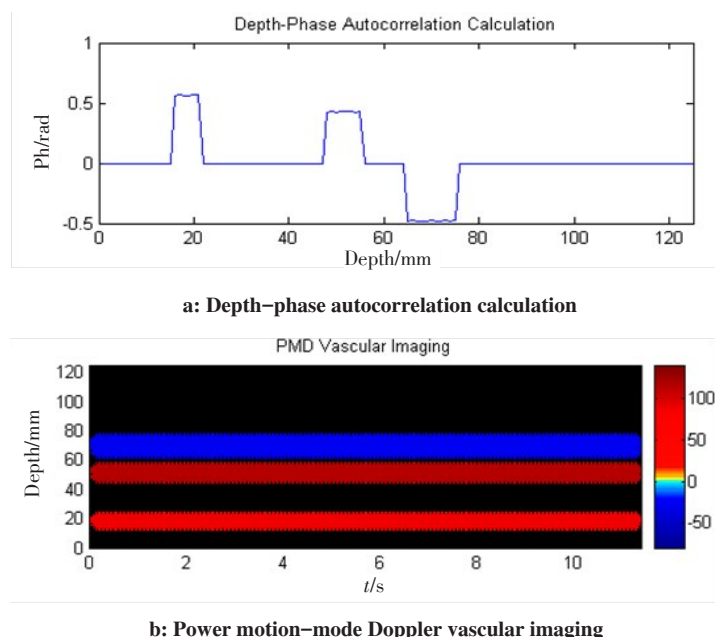 Depth-Phase Autocorrelation Calculation
1
0.5
0
-0.5
Ph/rad
0 20 40 60 80 100 120
Depth/mm
a: Depth−phase autocorrelation calculation
PMD Vascular Imaging
120
100
80
60
40
20
0
Depth/mm
0 2 4 6 8 10
t/s
100
50
0
-50
b: Power motion−mode Doppler vascular imaging